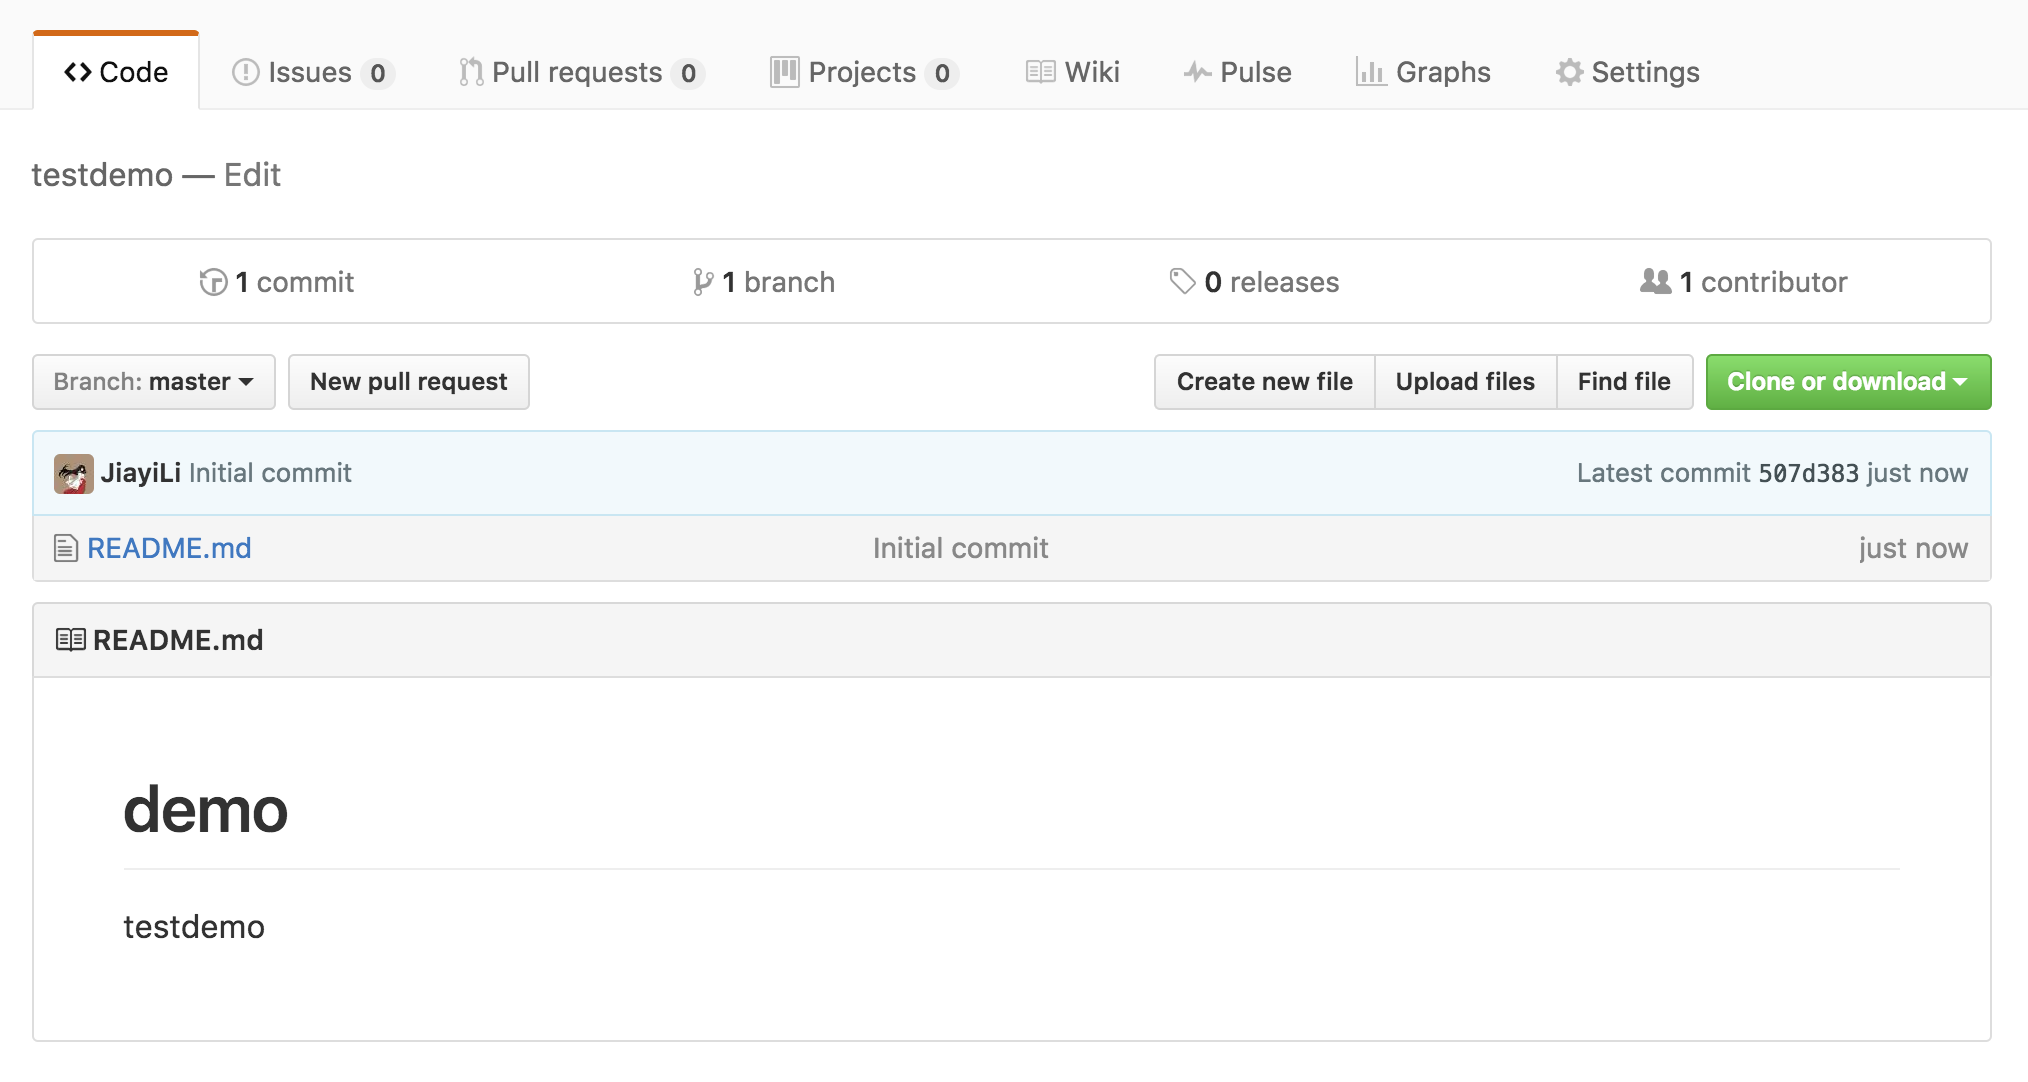 Code Issues 0 Pull requests 0 Projects 0 Wiki Pulse Graphs Settings
testdemo — Edit
1 commit 1 branch 0 releases 1 contributor
Branch: master New pull request Create new file Upload files Find file Clone or download
JiayiLi Initial commit Latest commit 507d383 just now
README.md Initial commit just now
README.md
demo
testdemo